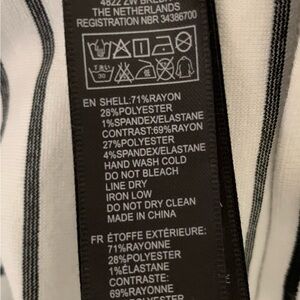 4822 ZW BREDA
THE NETHERLANDS
REGISTRATION NBR 34386700
30
EN SHELL:71%RAYON
28%POLYESTER
1%SPANDEX/ELASTANE
CONTRAST:69%RAYON
27%POLYESTER
4%SPANDEX/ELASTANE
HAND WASH COLD
DO NOT BLEACH
LINE DRY
IRON LOW
DO NOT DRY CLEAN
MADE IN CHINA
FR ÉTOFFE EXTÉRIEURE:
71%RAYONNE
28%POLYESTER
1%ÉLASTANE
CONTRASTE:
69%RAYONNE